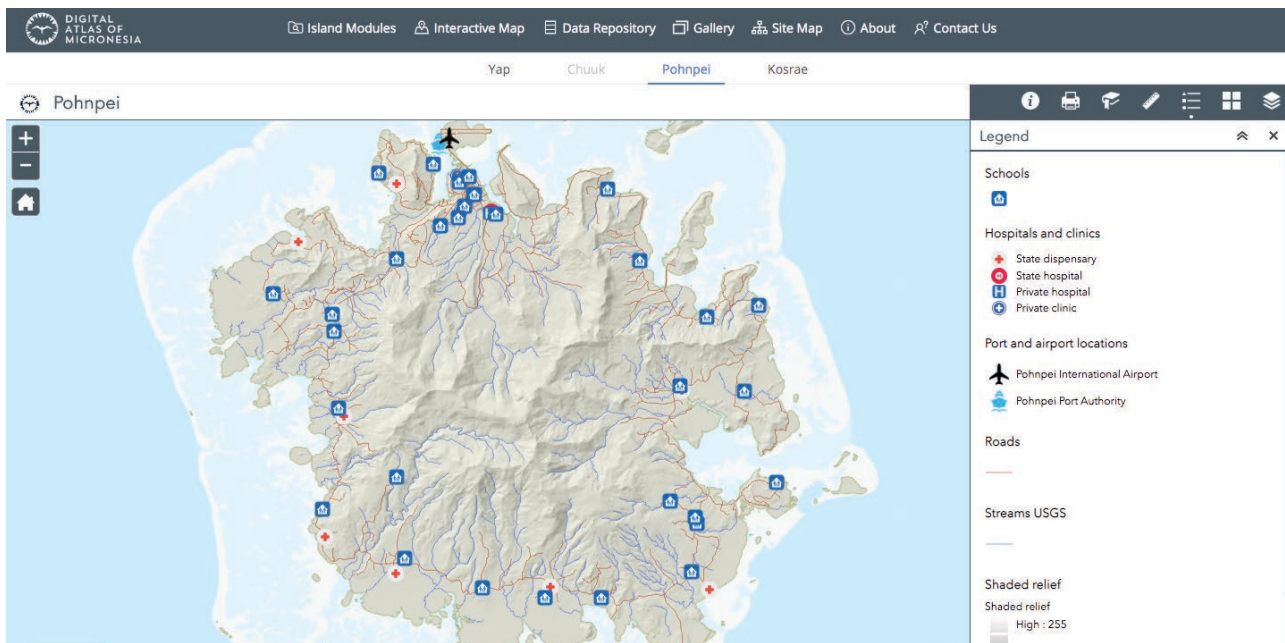 DIGITAL
ATLAS OF
MICRONESIA
Island Modules Interactive Map Data Repository Gallery Site Map About Contact Us
Yap Chuuk Pohnpei Kosrae
Pohnpei
Legend
Schools
Hospitals and clinics
State dispensary
State hospital
Private hospital
Private clinic
Port and airport locations
Pohnpei International Airport
Pohnpei Port Authority
Roads
Streams USGS
Shaded relief
Shaded relief
High : 255